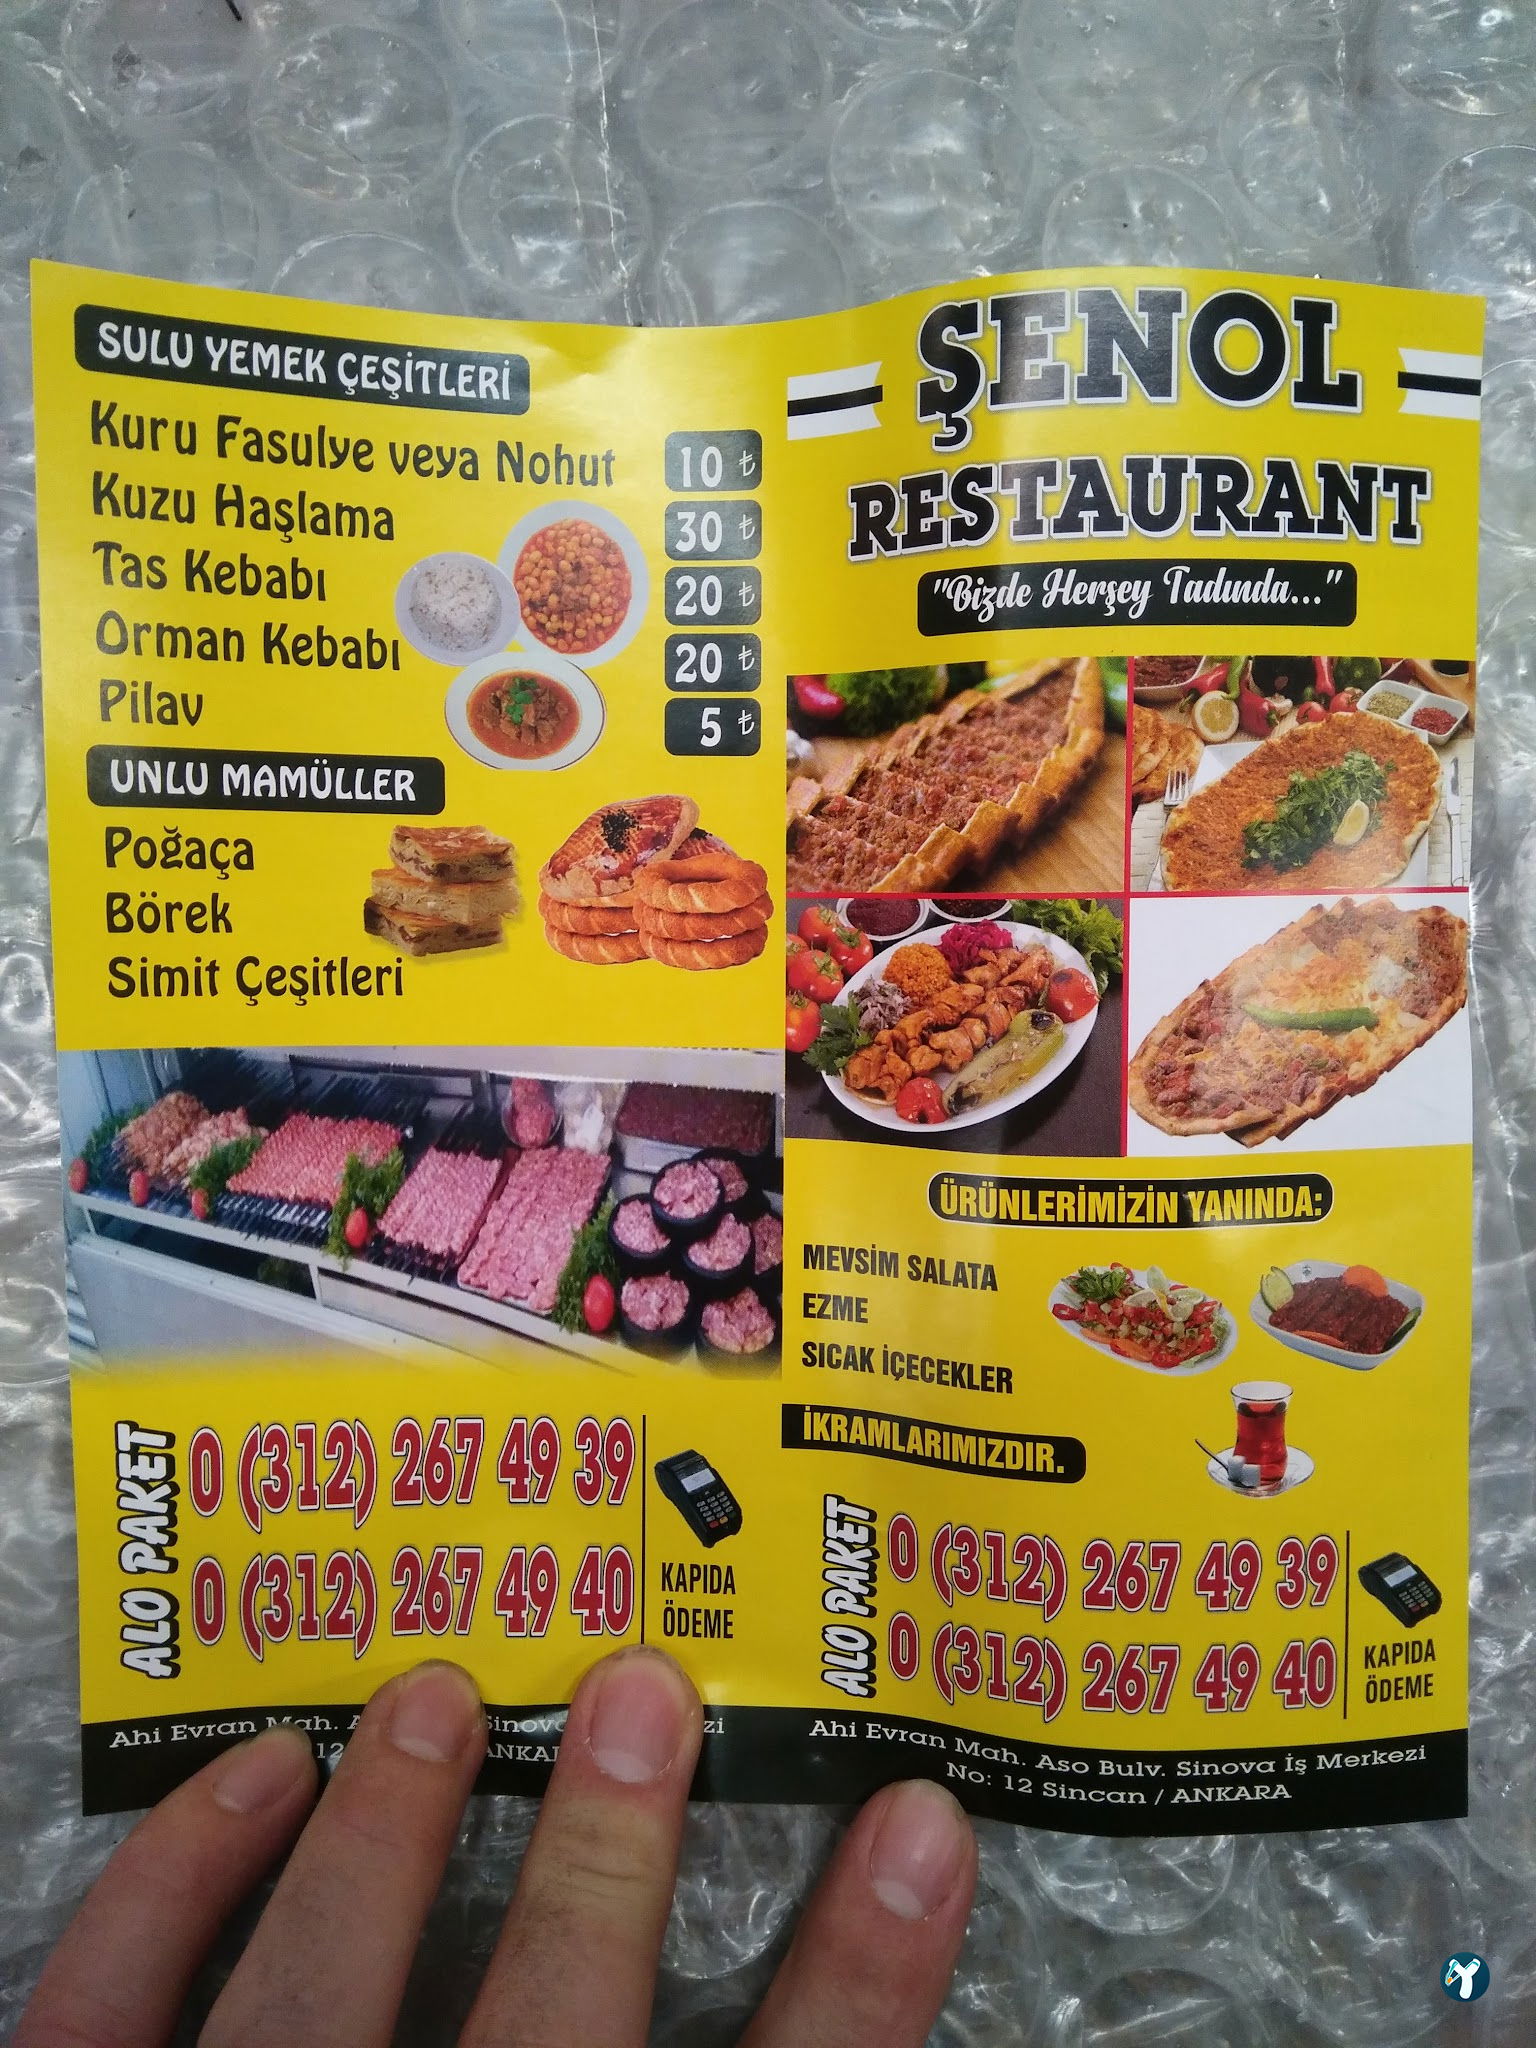 SULU YEMEK ÇEŞİTLERİ
Kuru Fasulye veya Nohut 10 ₺
Kuzu Haşlama 30 ₺
Tas Kebabı 20 ₺
Orman Kebabı 20 ₺
Pilav 5 ₺
UNLU MAMÜLLER
Poğaça
Börek
Simit Çeşitleri
ALO PAKET
0 (312) 267 49 39
0 (312) 267 49 40
KAPIDA
ÖDEME
Ahi Evran Mah.
ŞENOL
RESTAURANT
"Bizde Herşey Tadında..."
ÜRÜNLERİMİZİN YANINDA:
MEVSİM SALATA
EZME
SICAK İÇECEKLER
İKRAMLARIMIZDIR.
ALO PAKET
0 (312) 267 49 39
0 (312) 267 49 40
KAPIDA
ÖDEME
Ahi Evran Mah. Aso Bulv. Sinova İş Merkezi
No: 12 Sincan / ANKARA